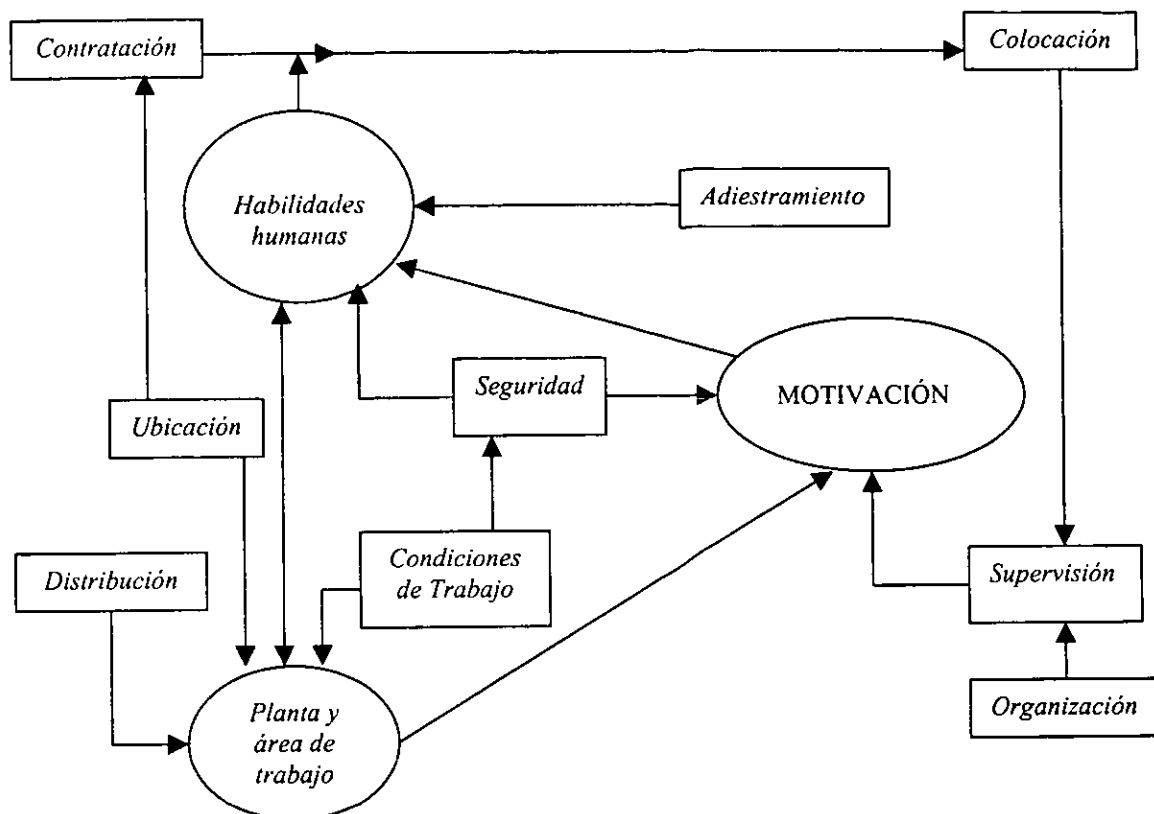 Contratación
Colocación
Habilidades
humanas
Adiestramiento
Seguridad
MOTIVACIÓN
Ubicación
Distribución
Condiciones
de Trabajo
Supervisión
Planta y
área de
trabajo
Organización